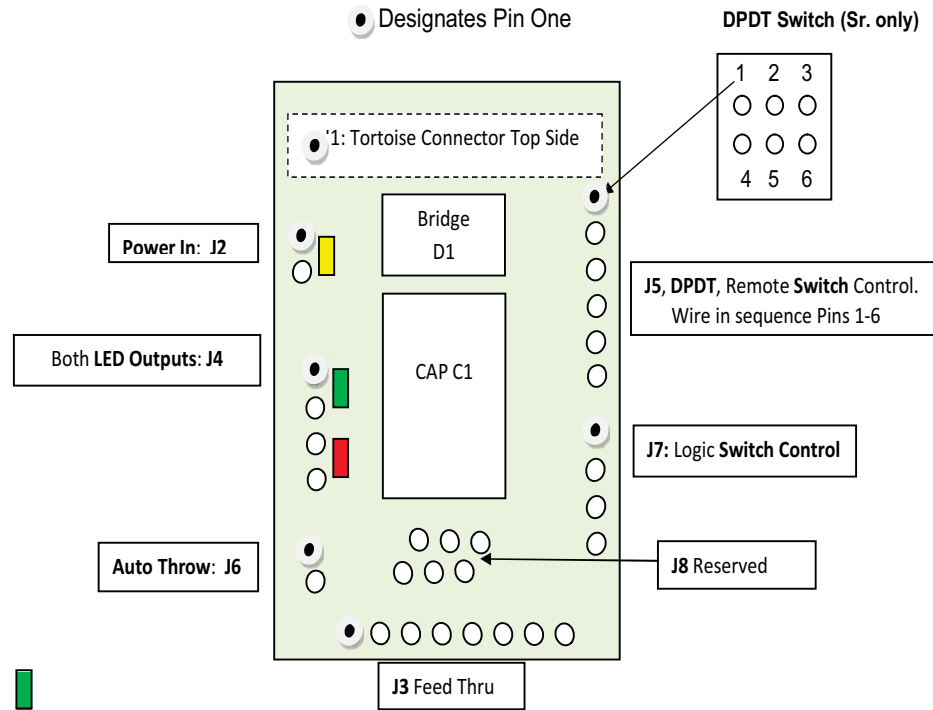 Designates Pin One
DPDT Switch (Sr. only)
1 2 3
4 5 6
J1: Tortoise Connector Top Side
Bridge
D1
Power In: J2
J5, DPDT, Remote Switch Control.
Wire in sequence Pins 1-6
Both LED Outputs: J4
CAP C1
J7: Logic Switch Control
Auto Throw: J6
J8 Reserved
J3 Feed Thru